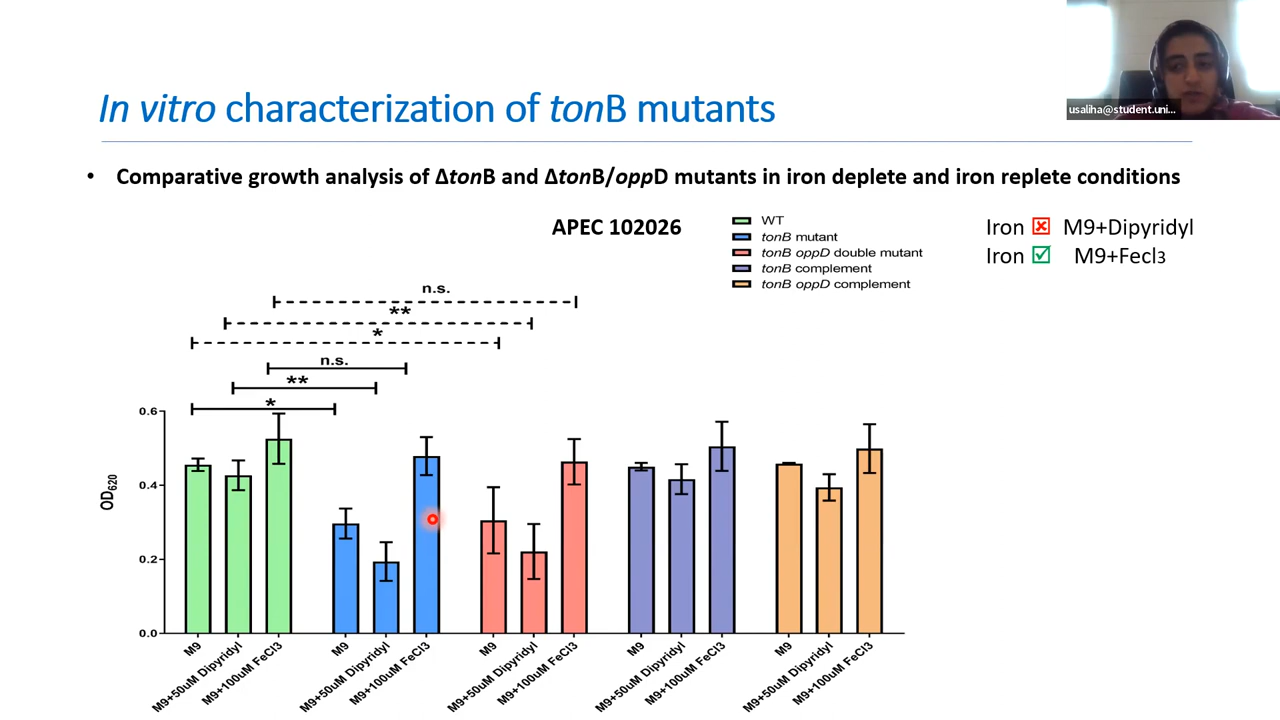 usaliha@student.uni...
In vitro characterization of tonB mutants
• Comparative growth analysis of ΔtonB and ΔtonB/oppD mutants in iron deplete and iron replete conditions
APEC 102026
WT
tonB mutant
tonB oppD double mutant
tonB complement
tonB oppD complement
Iron M9+Dipyridyl
Iron M9+Fecl3
n.s.
**
*
n.s.
**
*
0.6
0.4
0.2
0.0
OD620
M9
M9+50uM Dipyridyl
M9+100uM FeCl3
M9
M9+50uM Dipyridyl
M9+100uM FeCl3
M9
M9+50uM Dipyridyl
M9+100uM FeCl3
M9
M9+50uM Dipyridyl
M9+100uM FeCl3
M9
M9+50uM Dipyridyl
M9+100uM FeCl3